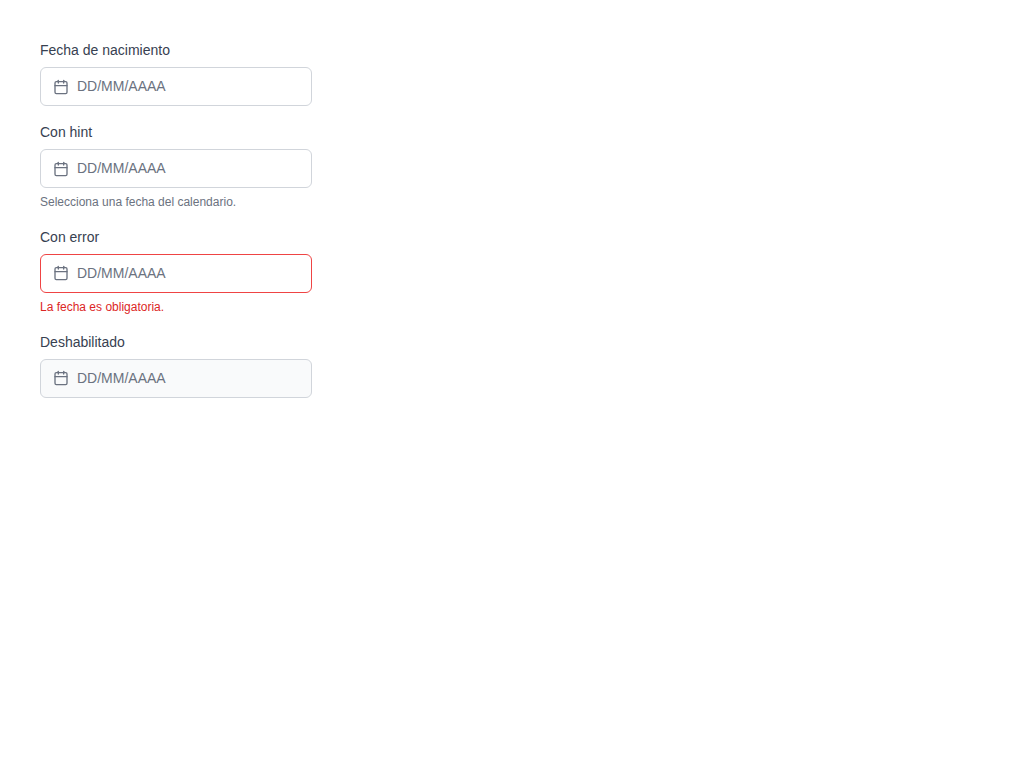 Fecha de nacimiento
DD/MM/AAAA
Con hint
DD/MM/AAAA
Selecciona una fecha del calendario.
Con error
DD/MM/AAAA
La fecha es obligatoria.
Deshabilitado
DD/MM/AAAA